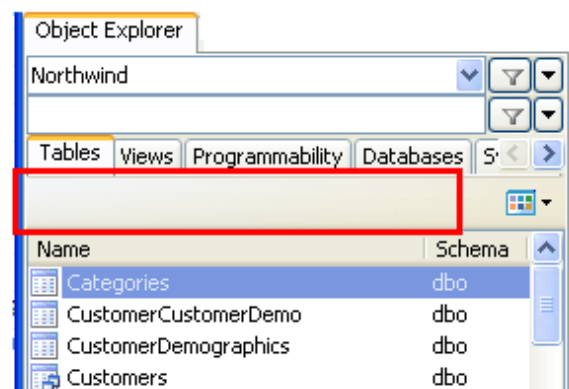 Object Explorer
Northwind
Tables Views Programmability Databases
Name Schema
Categories dbo
CustomerCustomerDemo dbo
CustomerDemographics dbo
Customers dbo